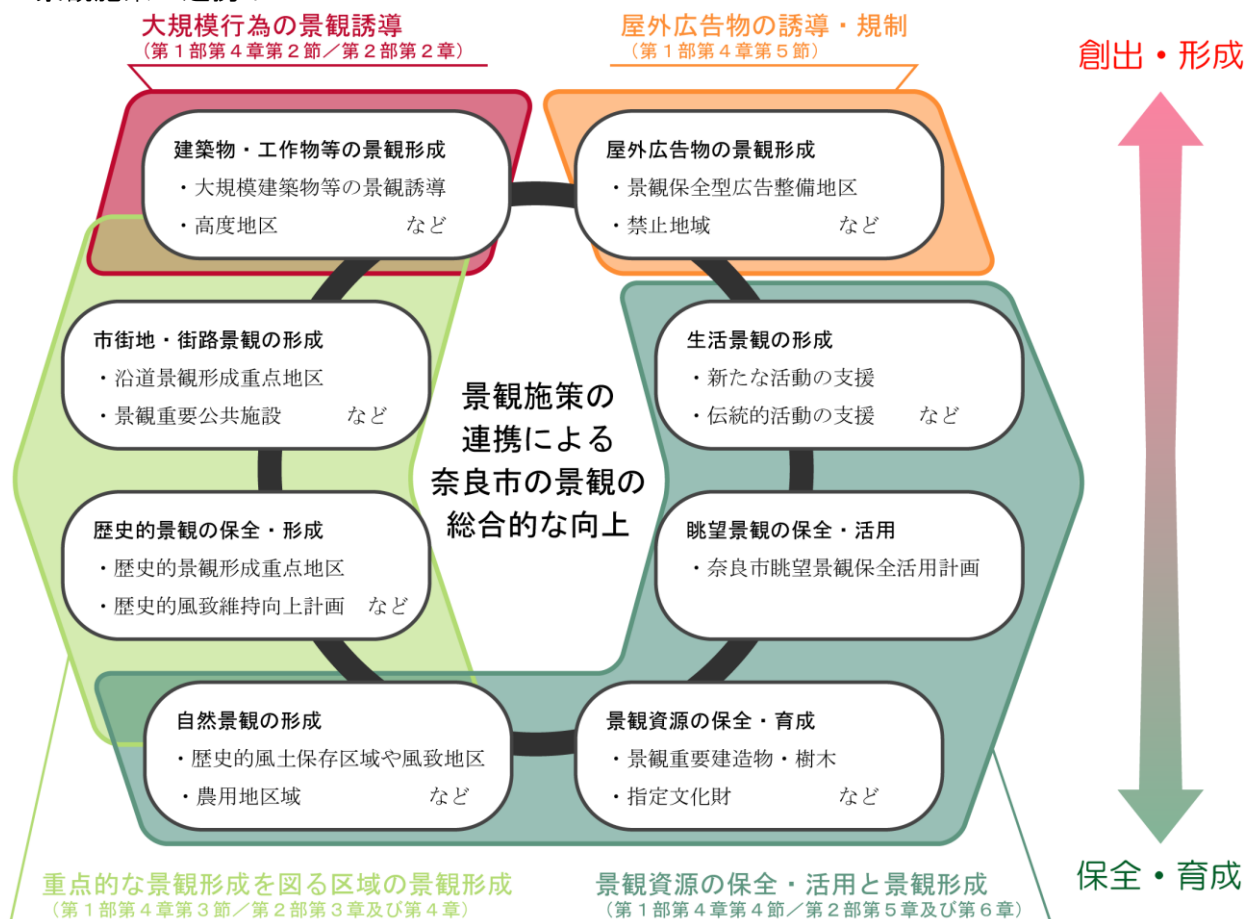 大規模行為の景観誘導
（第１部第４章第２節／第２部第２章）
屋外広告物の誘導・規制
（第１部第４章第５節）
創出・形成
建築物・工作物等の景観形成
・大規模建築物等の景観誘導
・高度地区　など
屋外広告物の景観形成
・景観保全型広告整備地区
・禁止地域　など
市街地・街路景観の形成
・沿道景観形成重点地区
・景観重要公共施設　など
生活景観の形成
・新たな活動の支援
・伝統的活動の支援　など
景観施策の
連携による
奈良市の景観の
総合的な向上
歴史的景観の保全・形成
・歴史的景観形成重点地区
・歴史的風致維持向上計画　など
眺望景観の保全・活用
・奈良市眺望景観保全活用計画
自然景観の形成
・歴史的風土保存区域や風致地区
・農用地区域　など
景観資源の保全・育成
・景観重要建造物・樹木
・指定文化財　など
保全・育成
重点的な景観形成を図る区域の景観形成
（第１部第４章第３節／第２部第３章及び第４章）
景観資源の保全・活用と景観形成
（第１部第４章第４節／第２部第５章及び第６章）